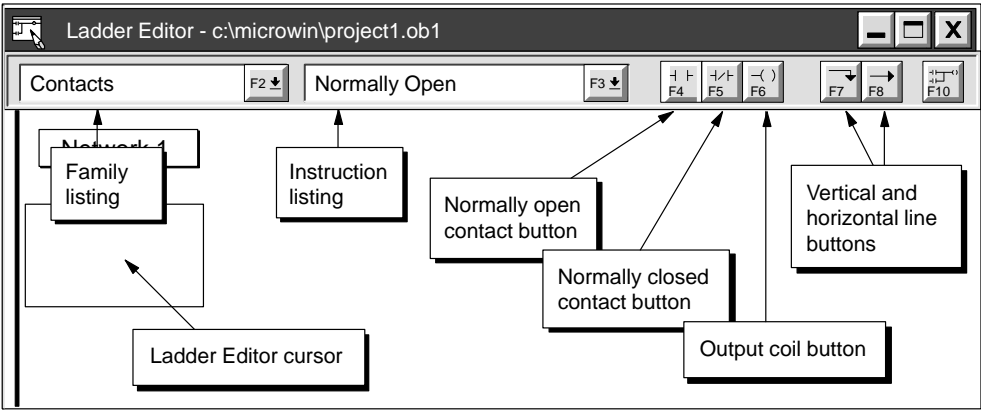 Ladder Editor - c:\microwin\project1.ob1
Contacts
F2
Normally Open
F3
F4
F5
F6
F7
F8
F10
Network 1
Family
listing
Instruction
listing
Normally open
contact button
Normally closed
contact button
Output coil button
Vertical and
horizontal line
buttons
Ladder Editor cursor